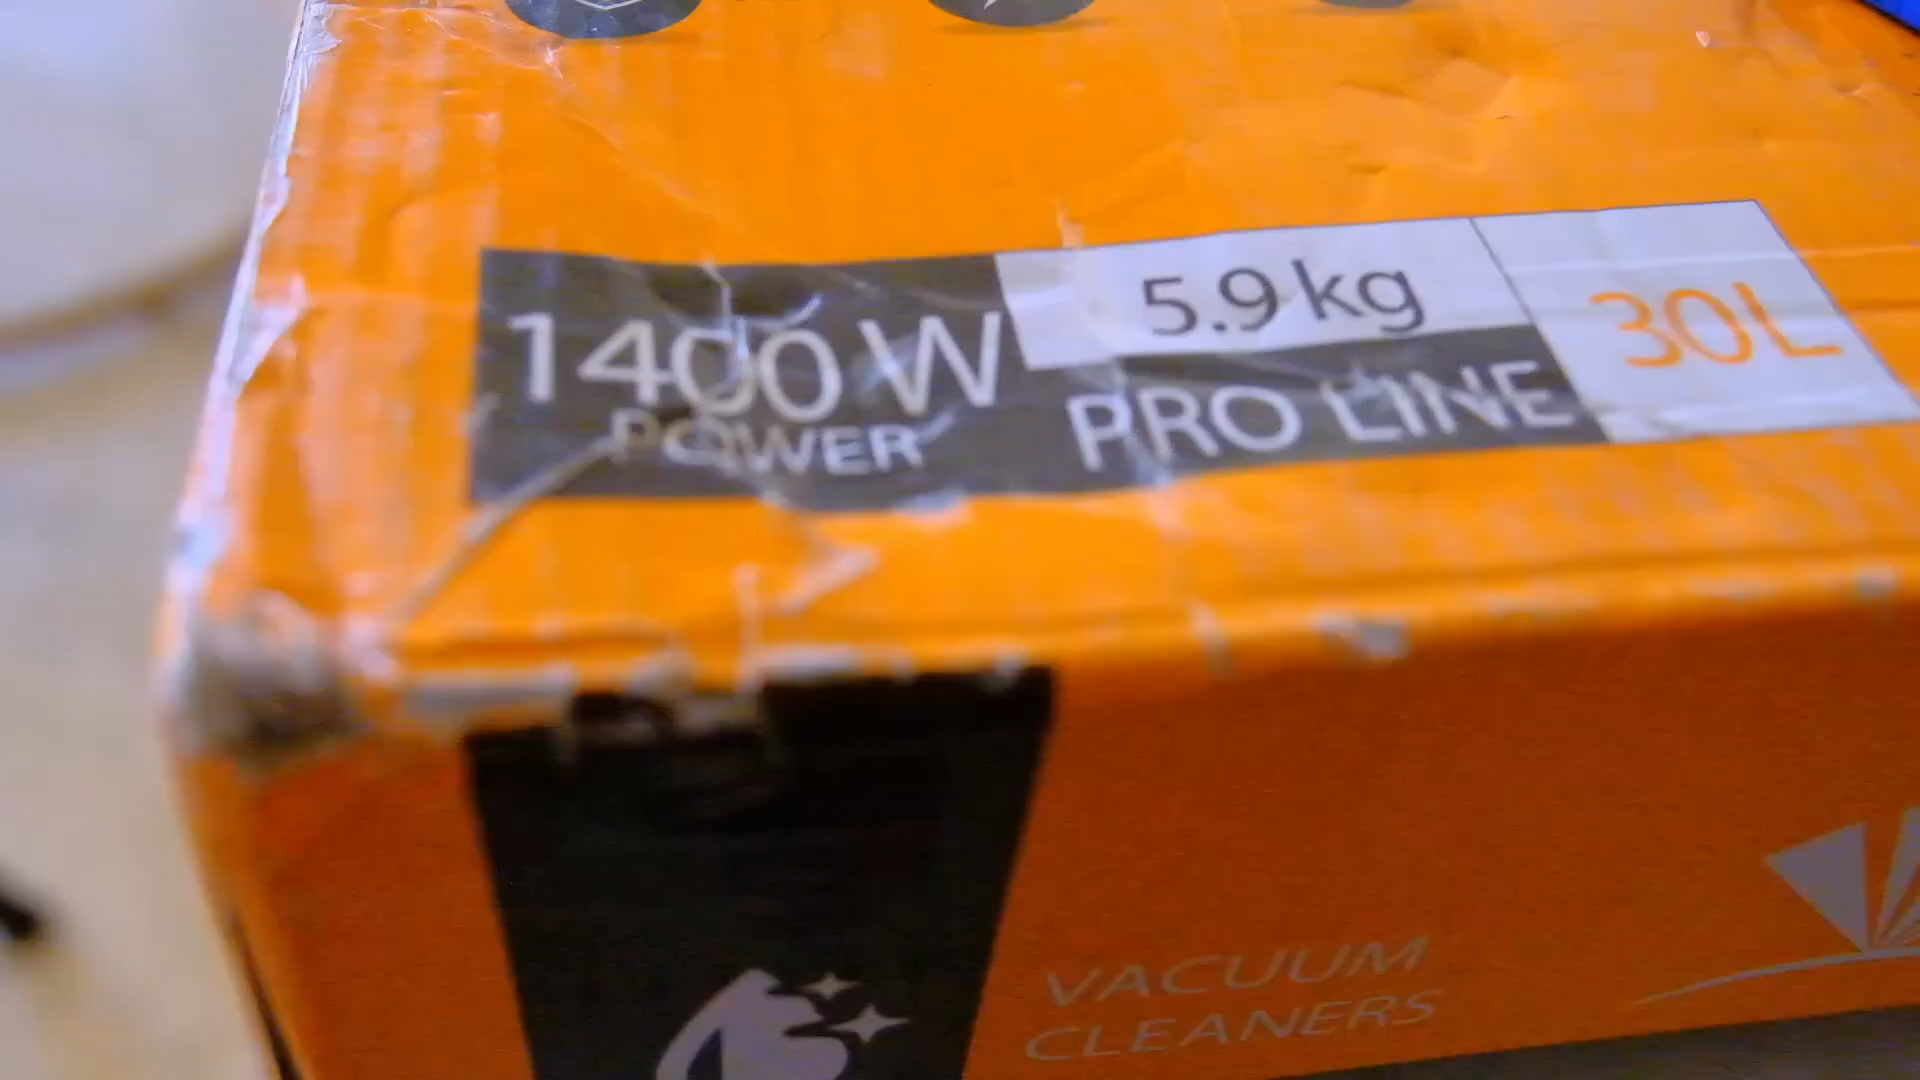 1400 W
POWER
5.9 kg
PRO LINE
30L
VACUUM
CLEANERS